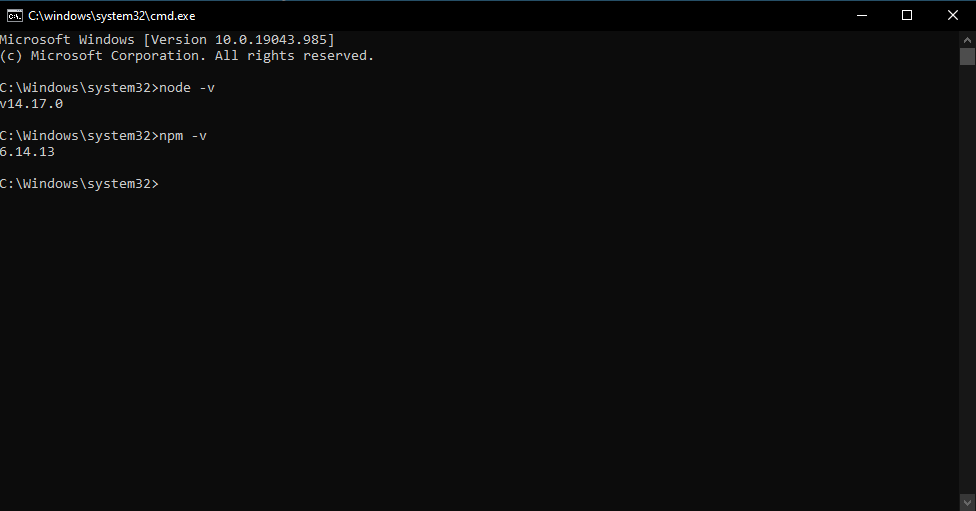 C:\windows\system32\cmd.exe
Microsoft Windows [Version 10.0.19043.985]
(c) Microsoft Corporation. All rights reserved.
C:\Windows\system32>node -v
v14.17.0
C:\Windows\system32>npm -v
6.14.13
C:\Windows\system32>